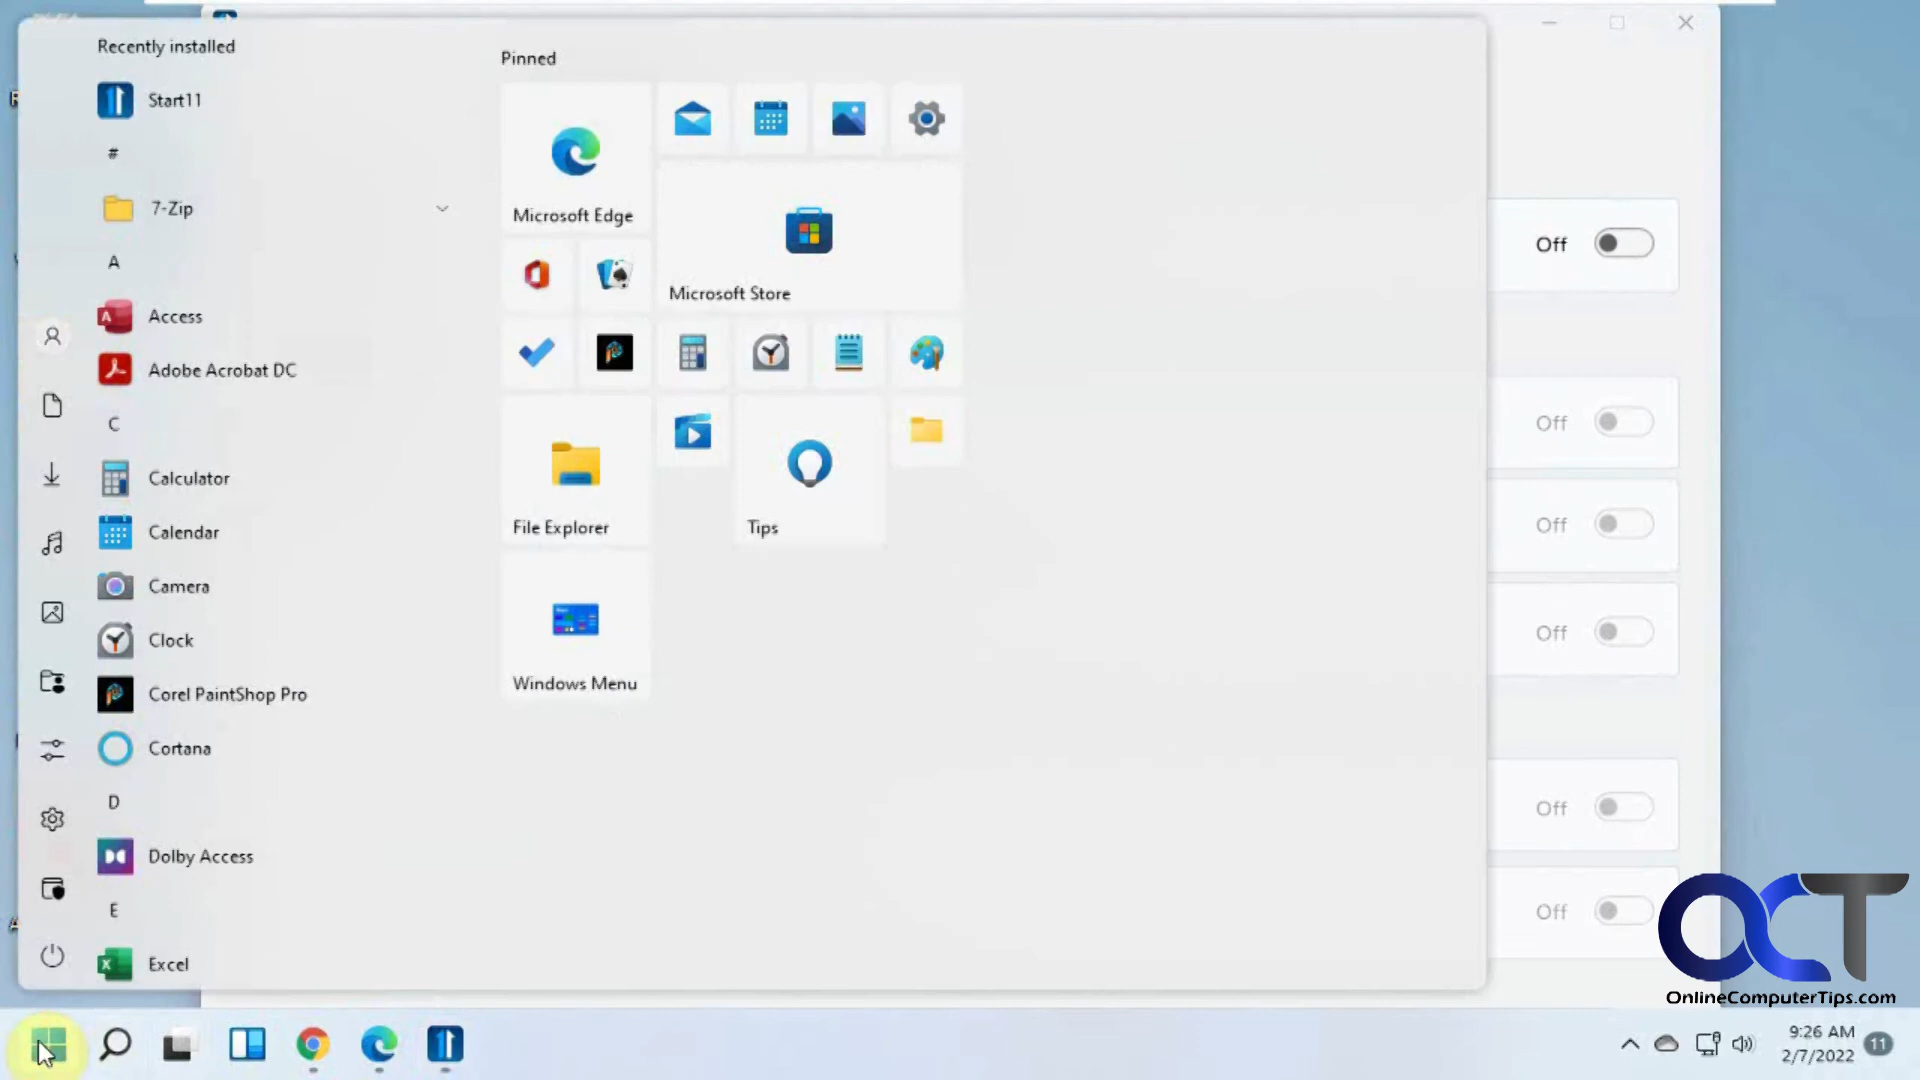 Recently installed
Start11
#
7-Zip
A
Access
Adobe Acrobat DC
C
Calculator
Calendar
Camera
Clock
Corel PaintShop Pro
Cortana
D
Dolby Access
E
Excel
Pinned
Microsoft Edge
Microsoft Store
File Explorer
Tips
Windows Menu
Off
Off
Off
Off
Off
Off
OCT
OnlineComputerTips.com
9:26 AM
2/7/2022
11